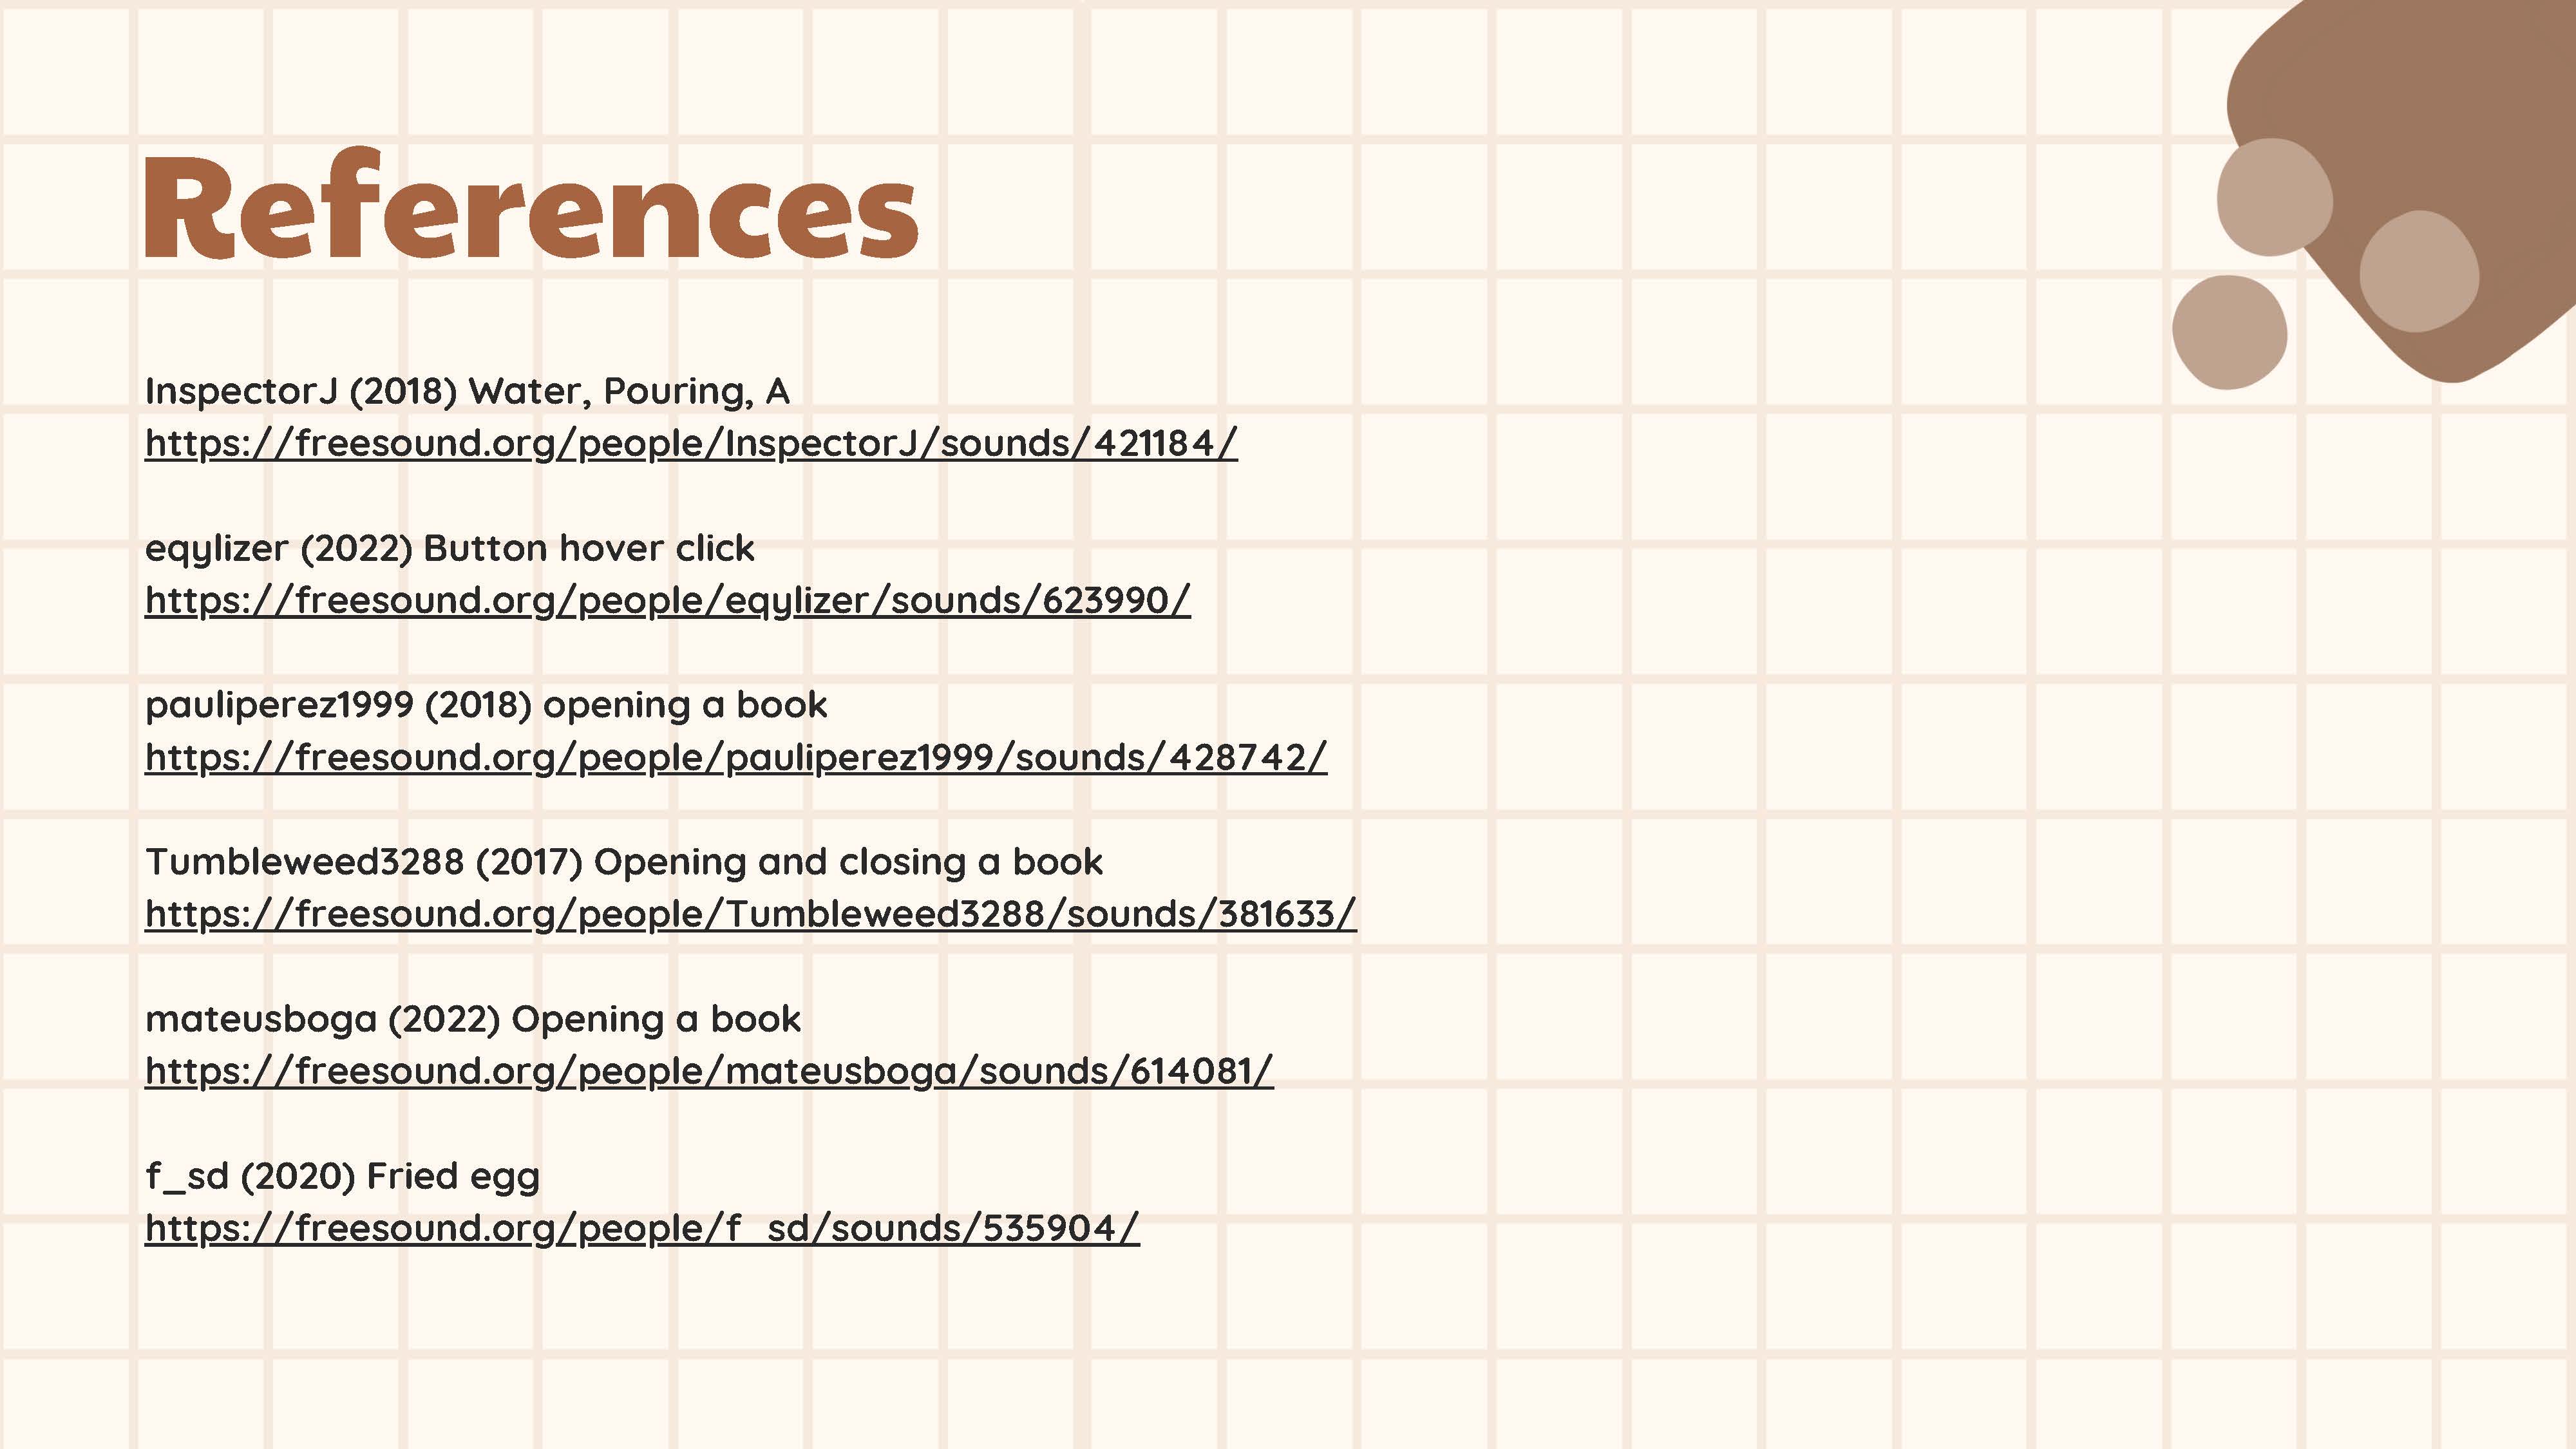 References
InspectorJ (2018) Water, Pouring, A
https://freesound.org/people/InspectorJ/sounds/421184/
eqylizer (2022) Button hover click
https://freesound.org/people/eqylizer/sounds/623990/
pauliperez1999 (2018) opening a book
https://freesound.org/people/pauliperez1999/sounds/428742/
Tumbleweed3288 (2017) Opening and closing a book
https://freesound.org/people/Tumbleweed3288/sounds/381633/
mateusboga (2022) Opening a book
https://freesound.org/people/mateusboga/sounds/614081/
f_sd (2020) Fried egg
https://freesound.org/people/f_sd/sounds/535904/